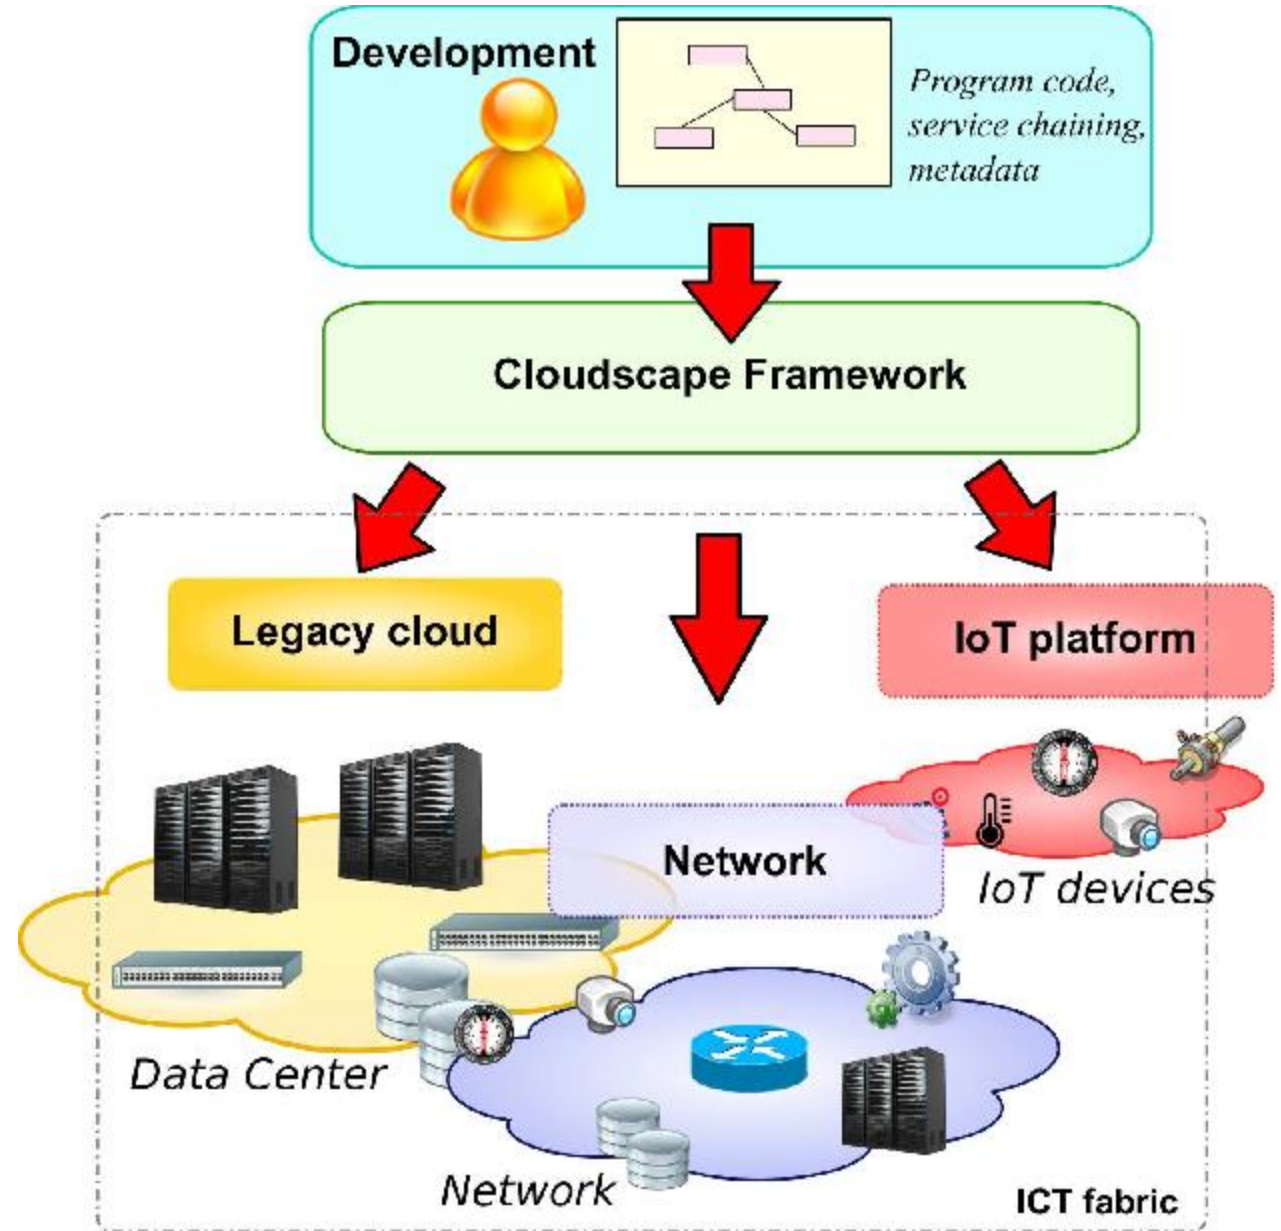 Development
Program code,
service chaining,
metadata
Cloudscape Framework
Legacy cloud
IoT platform
Network
IoT devices
Data Center
Network
ICT fabric